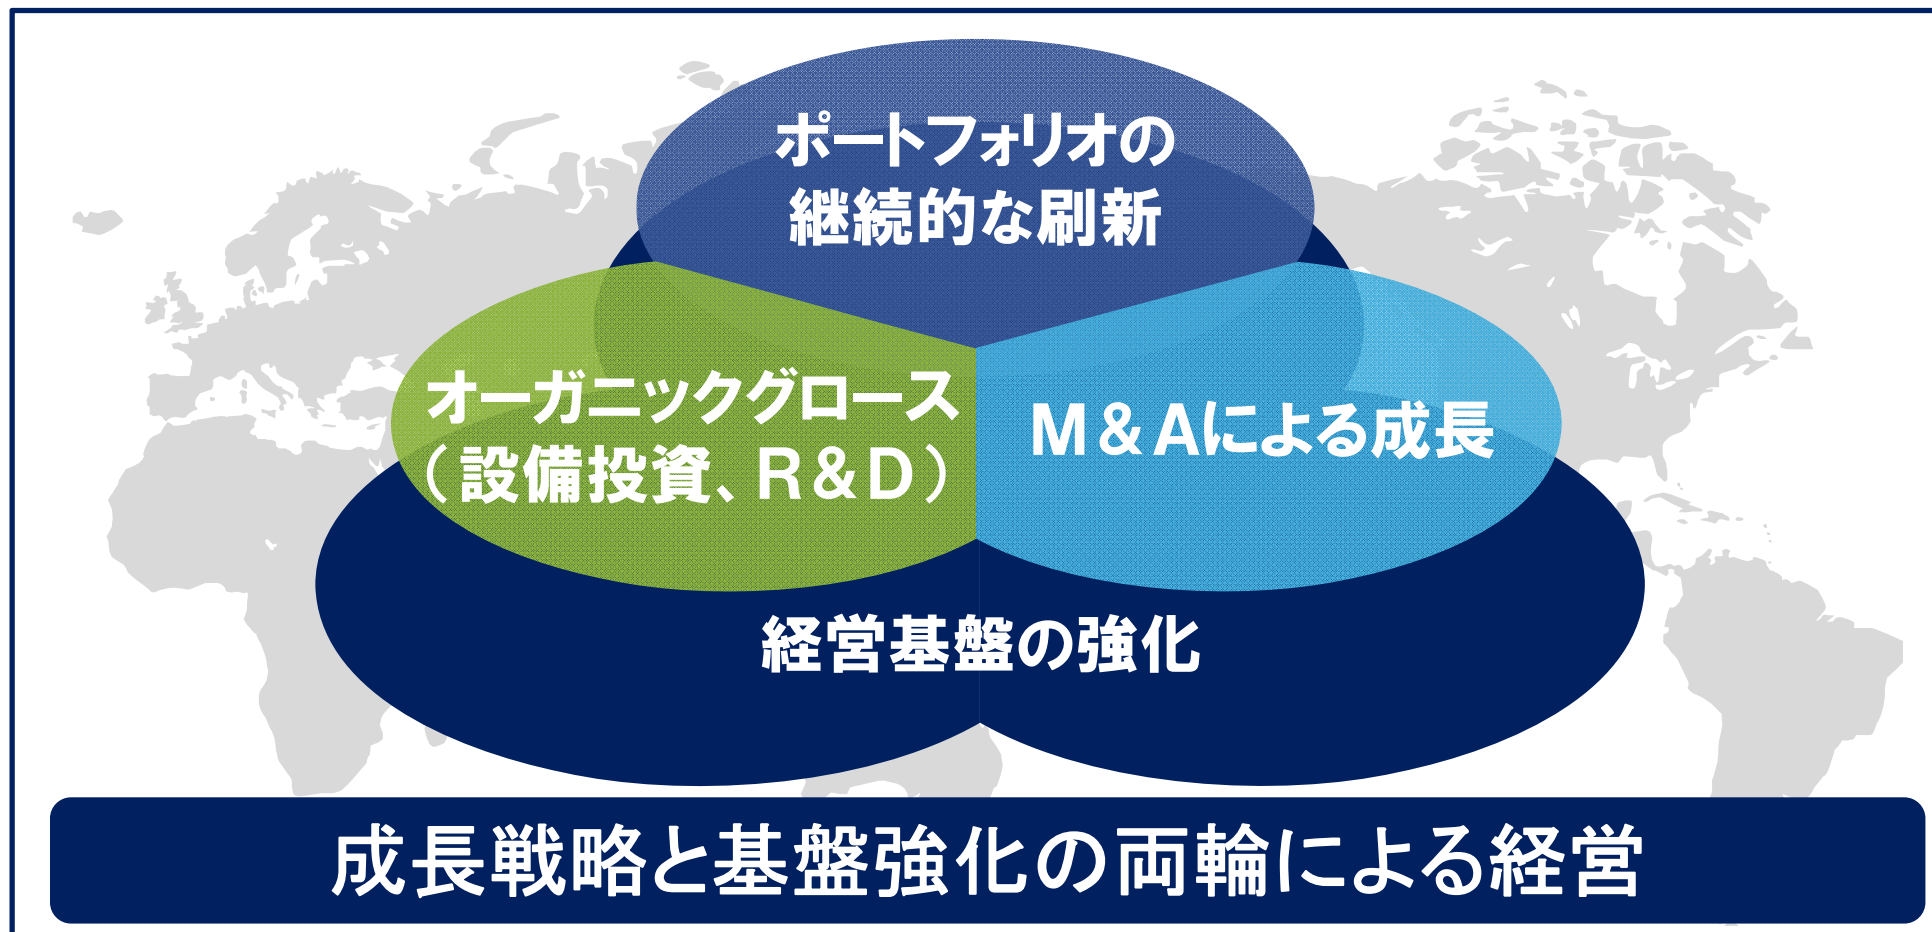 ポートフォリオの
継続的な刷新
オーガニックグロース
（設備投資、R＆D）
M＆Aによる成長
経営基盤の強化
成長戦略と基盤強化の両輪による経営